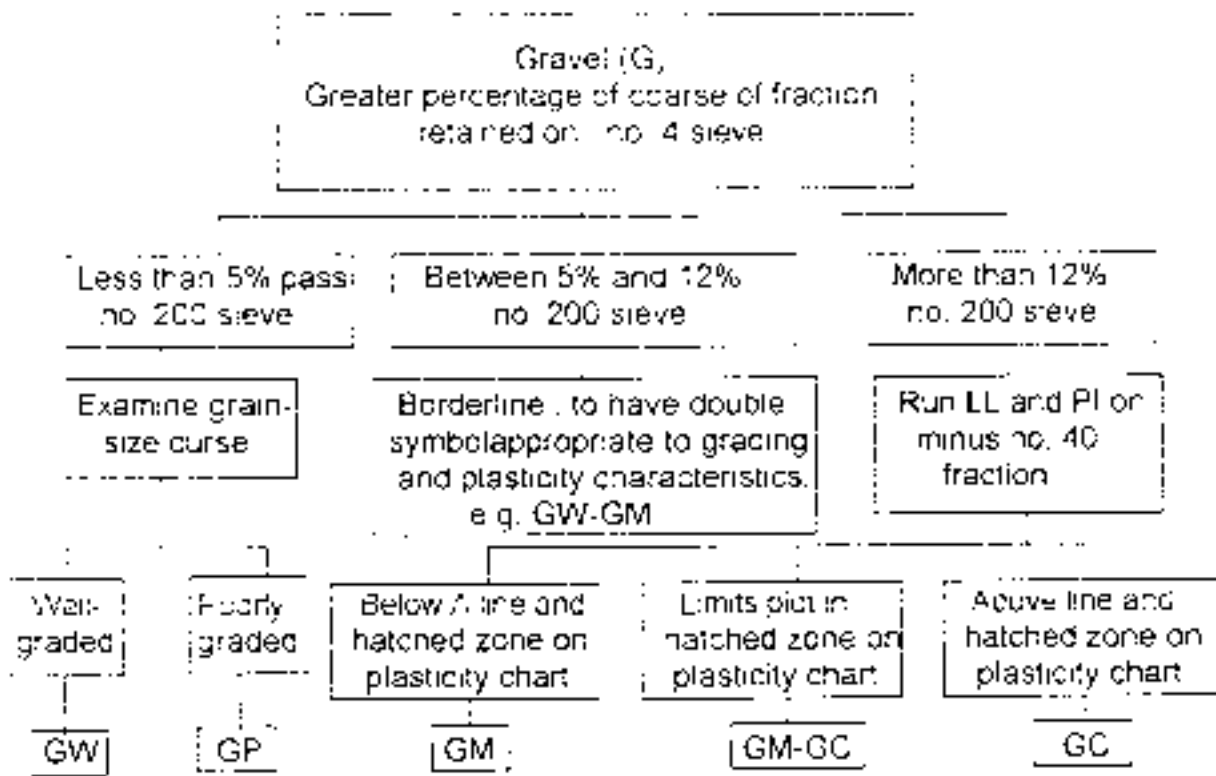 Gravel (G,
Greater percentage of coarse of fraction
retained on no. 4 sieve
Less than 5% pass
no. 200 sieve
Between 5% and 12%
no. 200 sieve
More than 12%
no. 200 sieve
Examine grain-
size curse
Borderline, to have double
symbolappropriate to grading
and plasticity characteristics,
e.g. GW-GM
Run LL and PI on
minus no. 40
fraction
Well-
graded
Poorly
graded
Below A line and
hatched zone on
plasticity chart
Limits plot in
hatched zone on
plasticity chart
Above line and
hatched zone on
plasticity chart
GW
GP
GM
GM-GC
GC